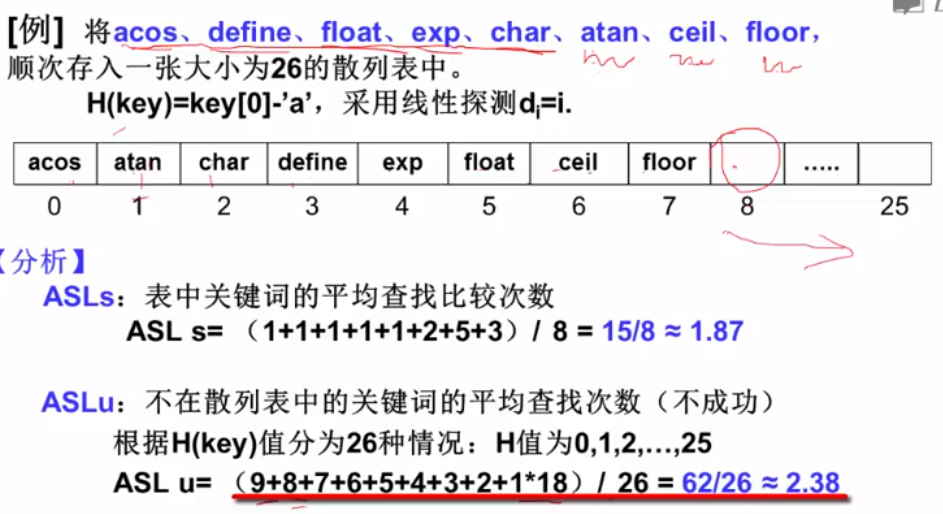 [例] 将acos、define、float、exp、char、atan、ceil、floor，
顺次存入一张大小为26的散列表中。
H(key)=key[0]-'a'，采用线性探测di=i.
acos atan char define exp float ceil floor ..... 
0 1 2 3 4 5 6 7 8 25
【分析】
ASLs：表中关键词的平均查找比较次数
ASL s= （1+1+1+1+1+2+5+3）/ 8 = 15/8 ≈ 1.87
ASLu：不在散列表中的关键词的平均查找次数（不成功）
根据H(key)值分为26种情况：H值为0,1,2,…,25
ASL u= （9+8+7+6+5+4+3+2+1*18）/ 26 = 62/26 ≈ 2.38